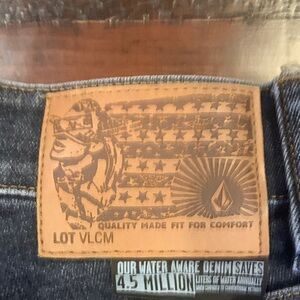 QUALITY MADE FIT FOR COMFORT
LOT VLCM
OUR WATER AWARE DENIM SAVES
4.5 MILLION LITERS OF WATER ANNUALLY